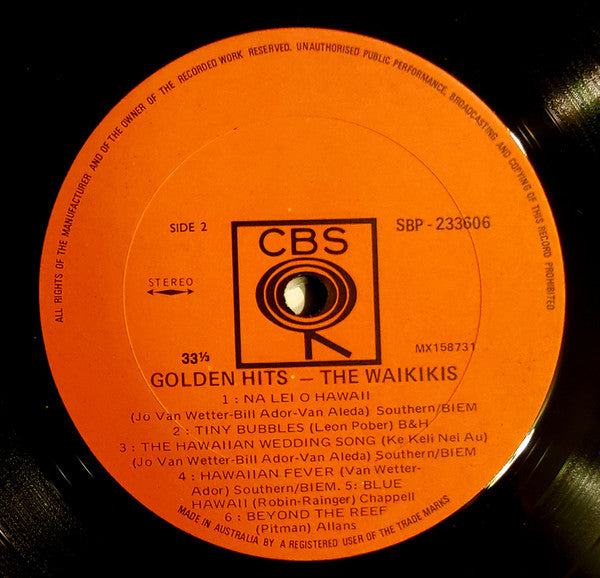 ALL RIGHTS OF THE MANUFACTURER AND OF THE OWNER OF THE RECORDED WORK RESERVED. UNAUTHORISED PUBLIC PERFORMANCE, BROADCASTING AND COPYING OF THIS RECORD PROHIBITED
SIDE 2
CBS
SBP - 233606
STEREO
33⅓
MX158731
GOLDEN HITS - THE WAIKIKIS
1 : NA LEI O HAWAII
(Jo Van Wetter-Bill Ador-Van Aleda) Southern/BIEM
2 : TINY BUBBLES (Leon Pober) B&H
3 : THE HAWAIIAN WEDDING SONG (Ke Keli Nei Au)
(Jo Van Wetter-Bill Ador-Van Aleda) Southern/BIEM
4 : HAWAIIAN FEVER (Van Wetter-
Ador) Southern/BIEM. 5: BLUE
HAWAII (Robin-Rainger) Chappell
6 : BEYOND THE REEF
(Pitman) Allans
MADE IN AUSTRALIA BY A REGISTERED USER OF THE TRADE MARKS